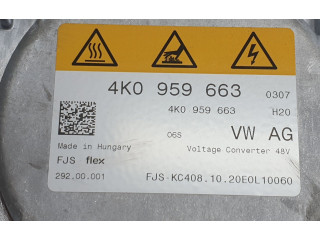 4K0 959 663 0307
4K0 959 663 H20
06S VW AG
Made in Hungary Voltage Converter 48V
FJS flex
292.00.001 FJS-KC408.10.20E0L10060